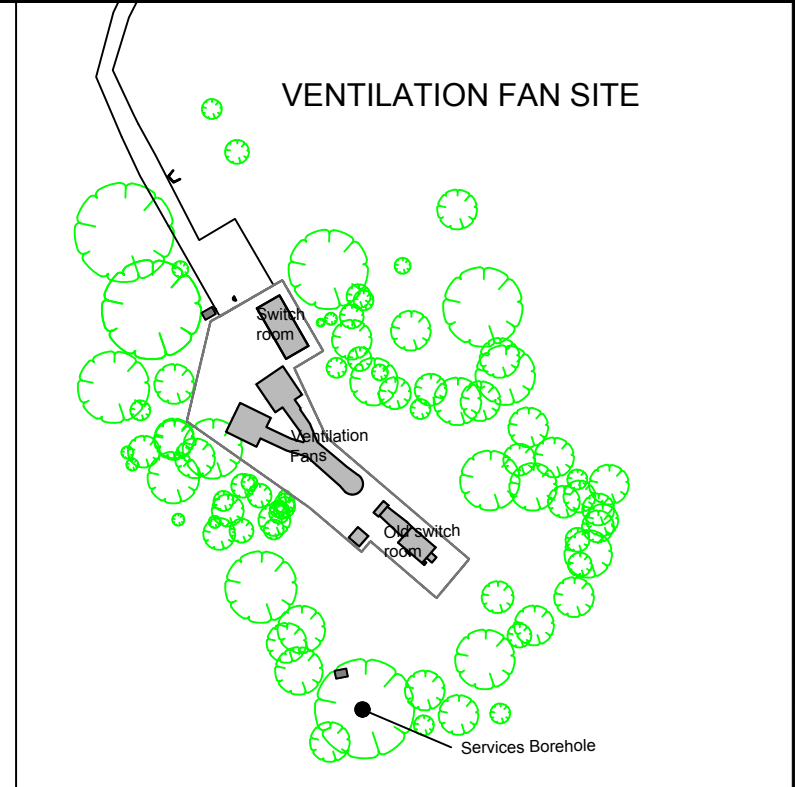 VENTILATION FAN SITE
Switch
room
Ventilation
Fans
Old switch
room
Services Borehole